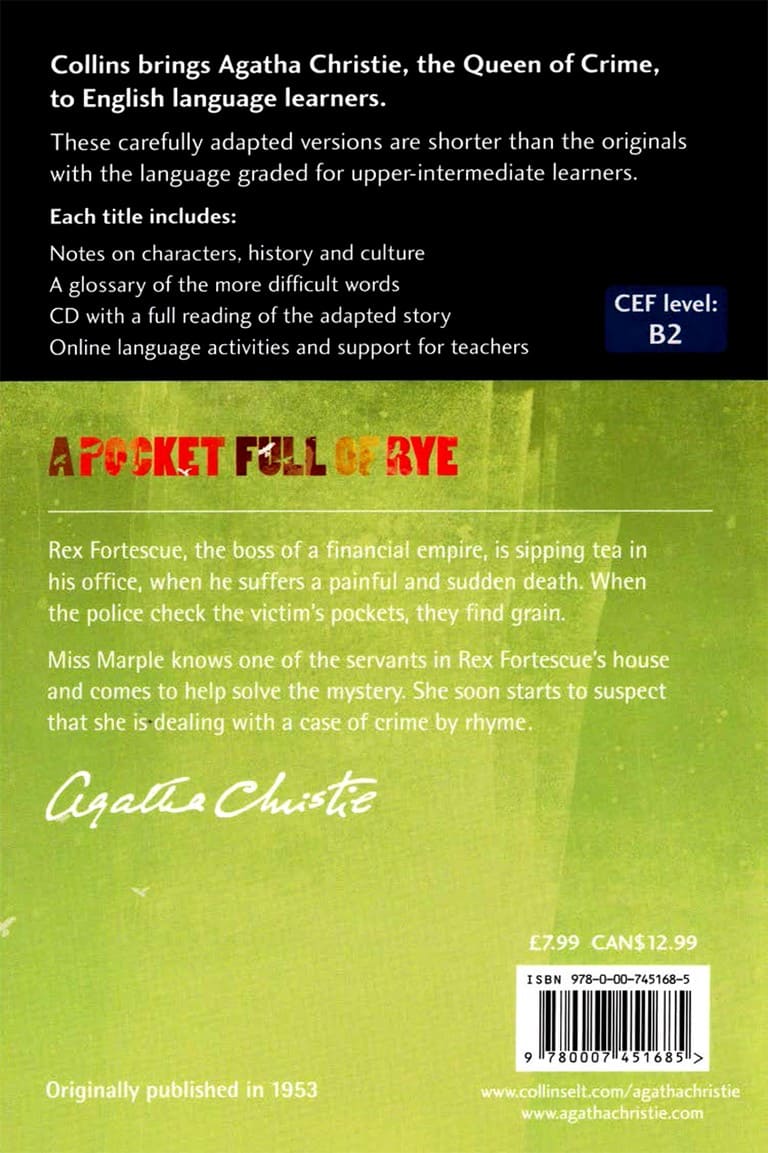 Collins brings Agatha Christie, the Queen of Crime,
to English language learners.
These carefully adapted versions are shorter than the originals
with the language graded for upper-intermediate learners.
Each title includes:
Notes on characters, history and culture
A glossary of the more difficult words
CD with a full reading of the adapted story
Online language activities and support for teachers
CEF level:
B2
A POCKET FULL OF RYE
Rex Fortescue, the boss of a financial empire, is sipping tea in
his office, when he suffers a painful and sudden death. When
the police check the victim's pockets, they find grain.
Miss Marple knows one of the servants in Rex Fortescue's house
and comes to help solve the mystery. She soon starts to suspect
that she is dealing with a case of crime by rhyme.
Agatha Christie
£7.99 CAN$12.99
ISBN 978-0-00-745168-5
9 780007 451685 >
Originally published in 1953
www.collinselt.com/agathachristie
www.agathachristie.com